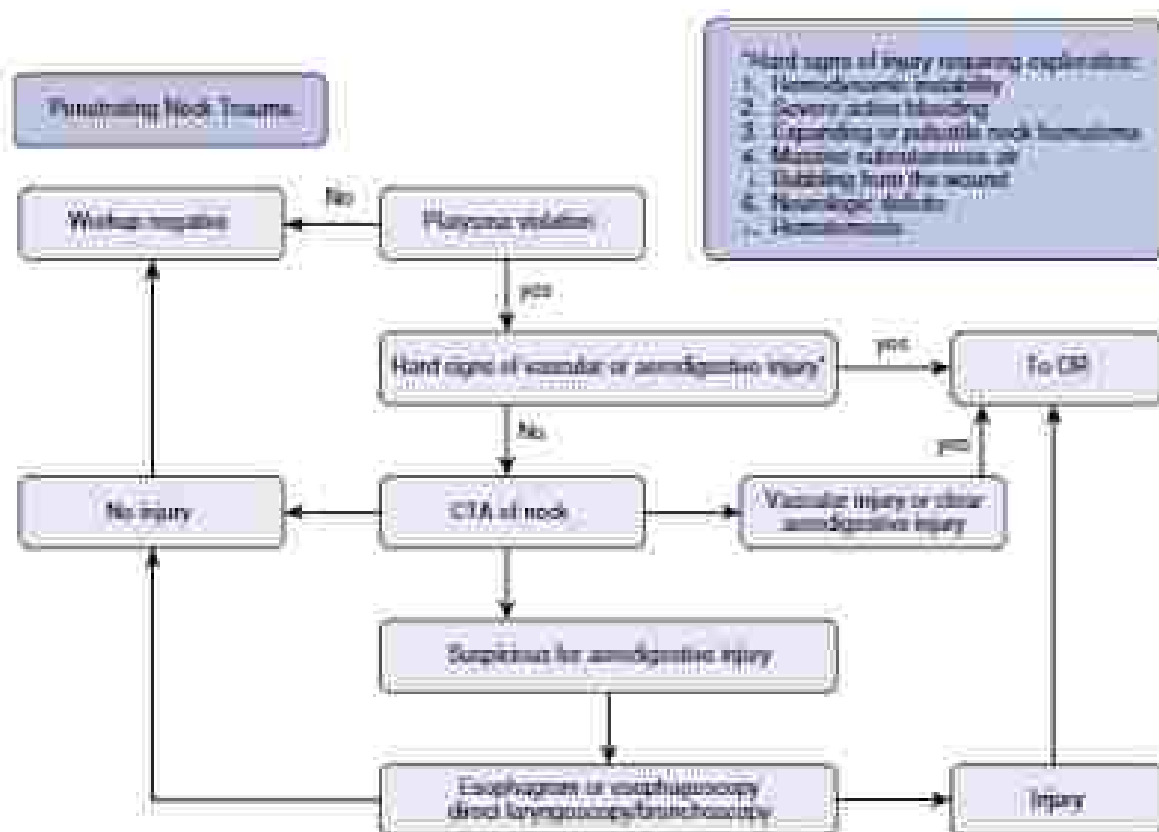 Penetrating Neck Trauma
*Hard signs of injury requiring exploration:
1. Hemodynamic instability
2. Severe active bleeding
3. Expanding or pulsatile neck hematoma
4. Massive subcutaneous air
Bubbling from the wound
6. Neurologic deficits
Hematemesis
Workup negative
No
Platysma violation
yes
Hard signs of vascular or aerodigestive injury*
yes
To OR
No
yes
No injury
CTA of neck
Vascular injury or clear
aerodigestive injury
Suspicious for aerodigestive injury
Esophagram or esophagoscopy
direct laryngoscopy/bronchoscopy
Injury